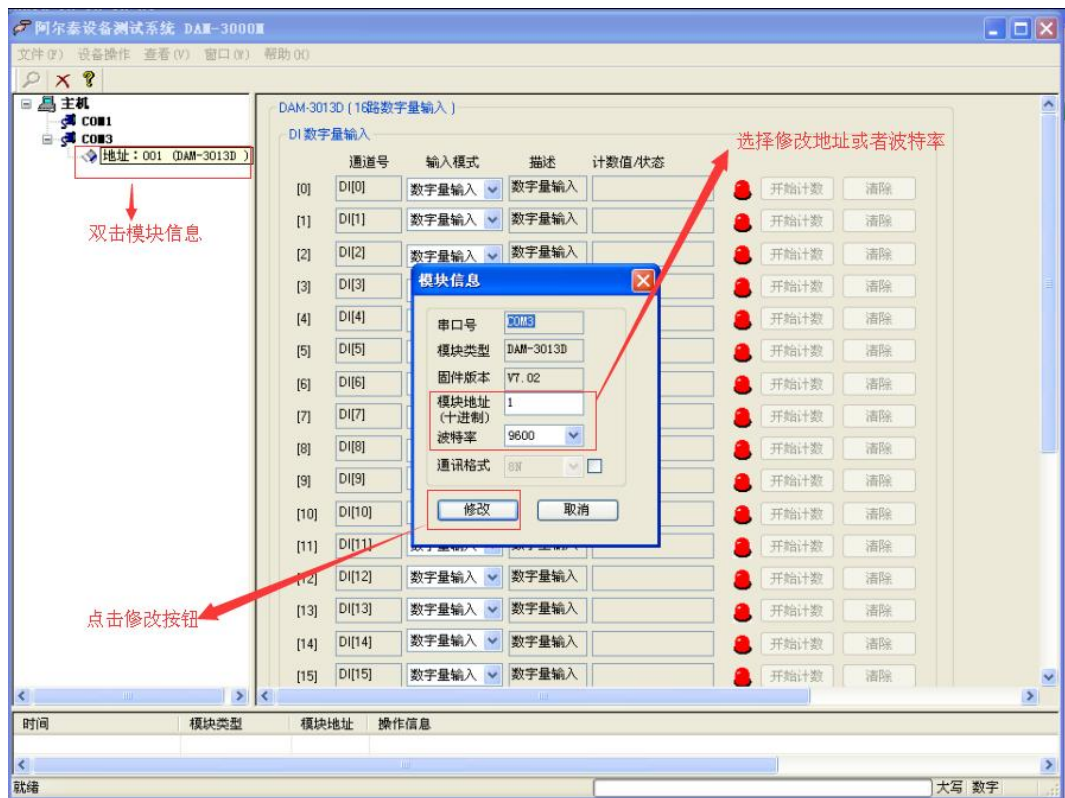 阿尔泰设备测试系统 DAM-3000M
文件(F) 设备操作 查看(V) 窗口(W) 帮助(H)
主机
COM1
COM3
地址：001 (DAM-3013D )
双击模块信息
DAM-3013D ( 16路数字量输入 )
DI 数字量输入
选择修改地址或者波特率
通道号 输入模式 描述 计数值/状态
[0] DI[0] 数字量输入 数字量输入 开始计数 清除
[1] DI[1] 数字量输入 数字量输入 开始计数 清除
[2] DI[2] 数字量输入 数字量输入 开始计数 清除
[3] DI[3] 开始计数 清除
[4] DI[4] 开始计数 清除
[5] DI[5] 开始计数 清除
[6] DI[6] 开始计数 清除
[7] DI[7] 开始计数 清除
[8] DI[8] 开始计数 清除
[9] DI[9] 开始计数 清除
[10] DI[10] 开始计数 清除
[11] DI[11] 数字量输入 数字量输入 开始计数 清除
[12] DI[12] 数字量输入 数字量输入 开始计数 清除
[13] DI[13] 数字量输入 数字量输入 开始计数 清除
[14] DI[14] 数字量输入 数字量输入 开始计数 清除
[15] DI[15] 数字量输入 数字量输入 开始计数 清除
模块信息
串口号 COM3
模块类型 DAM-3013D
固件版本 V7.02
模块地址 1
(十进制)
波特率 9600
通讯格式 8N
修改 取消
点击修改按钮
时间 模块类型 模块地址 操作信息
就绪 大写 数字